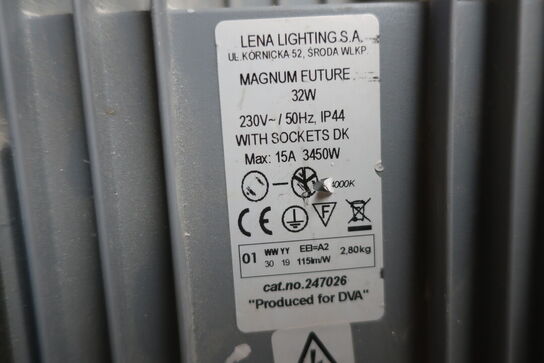 LENA LIGHTING S.A.
UL.KÓRNICKA 52, ŚRODA WLKP.
MAGNUM FUTURE
32W
230V~ / 50Hz, IP44
WITH SOCKETS DK
Max: 15A 3450W
4000K
CE F
01 WW YY EEI=A2 2,80kg
30 19 115lm/W
cat.no.247026
"Produced for DVA"